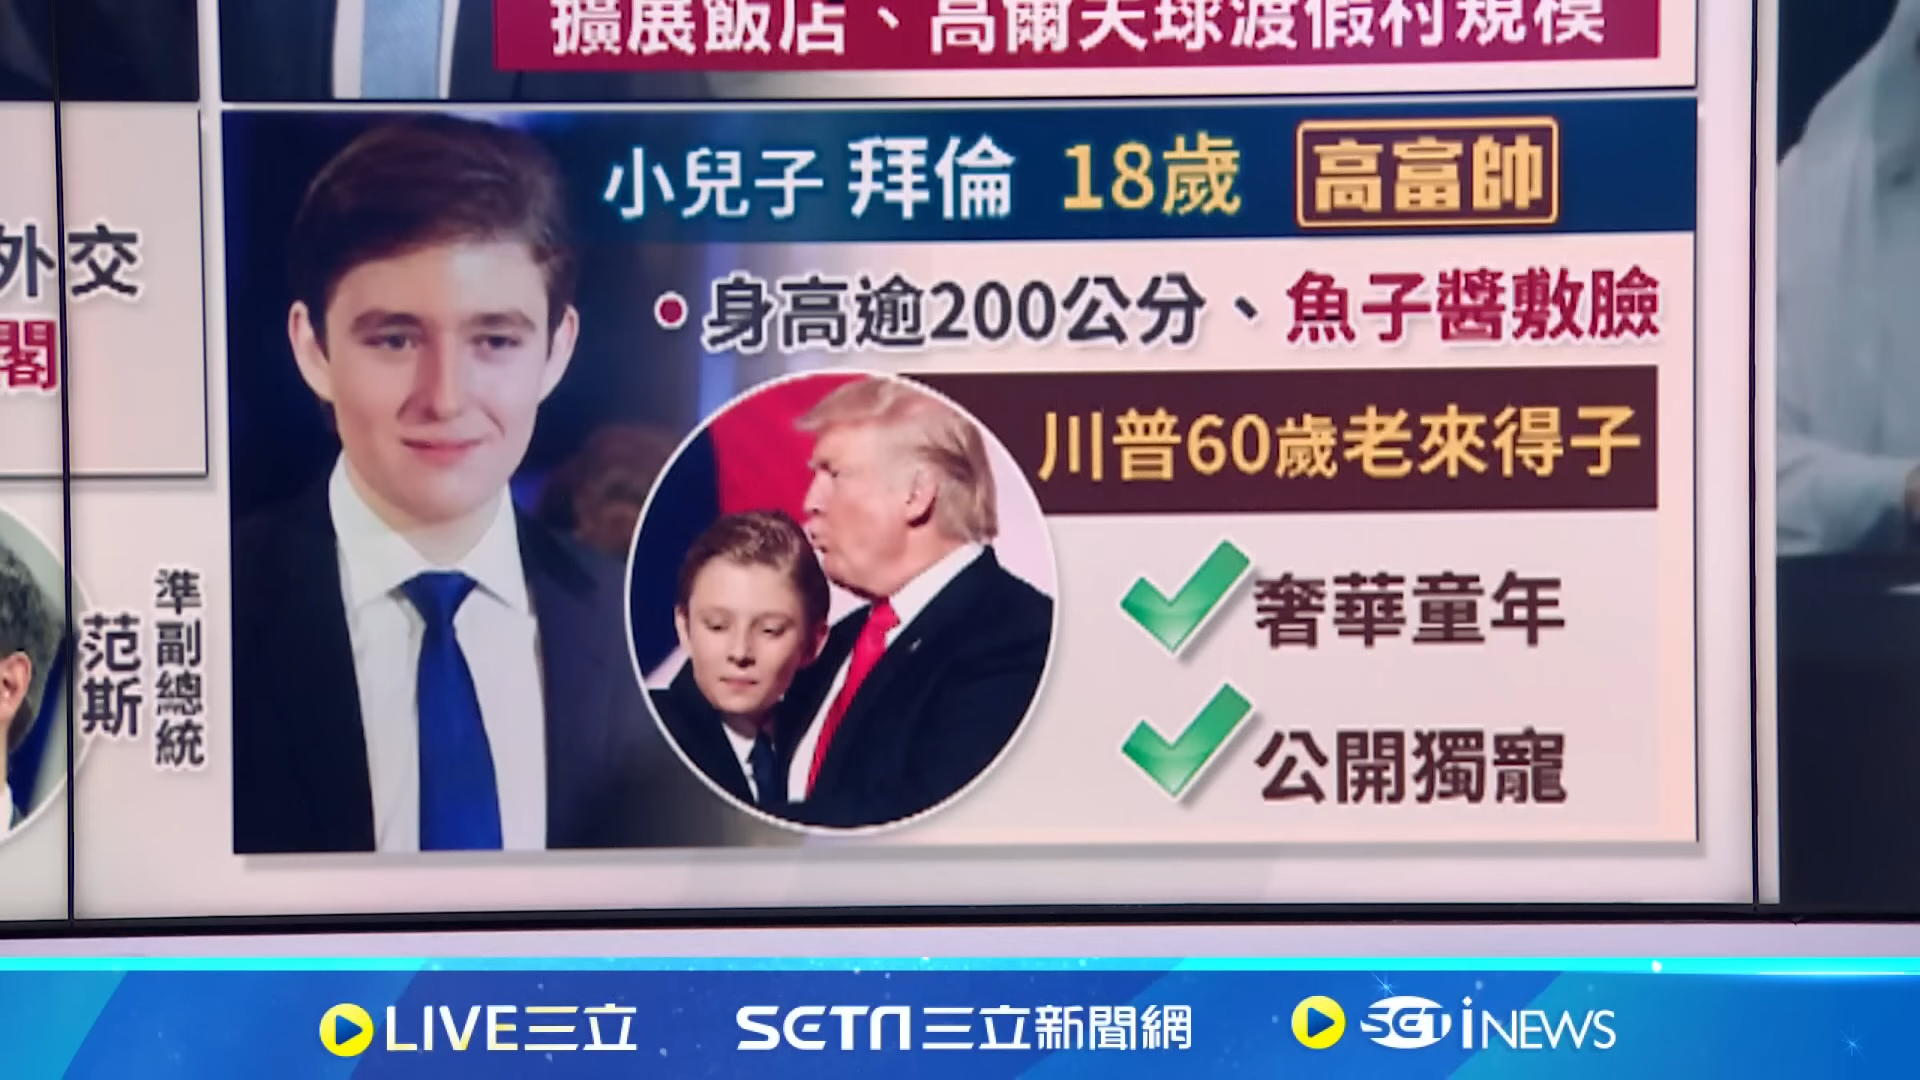 擴展飯店、高爾夫球渡假村規模
小兒子 拜倫 18歲 高富帥
•身高逾200公分、魚子醬敷臉
川普60歲老來得子
奢華童年
公開獨寵
外交
閣
準副總統
范斯
LIVE三立 SETN三立新聞網 SET iNEWS